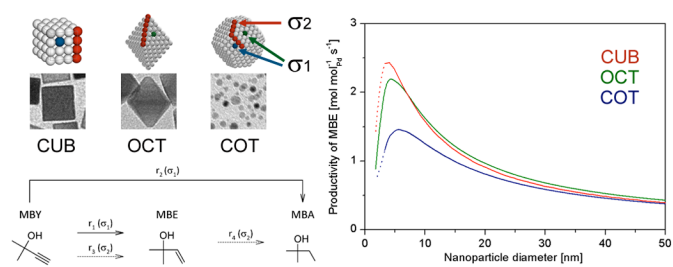 σ2
σ1
CUB
OCT
COT
r₂ (σ₁)
MBY
MBE
MBA
OH
r₁ (σ₁)
OH
OH
r₃ (σ₂)
r₄ (σ₂)
Productivity of MBE [mol mol⁻¹Pd s⁻¹]
3
2
1
0
CUB
OCT
COT
0
10
20
30
40
50
Nanoparticle diameter [nm]